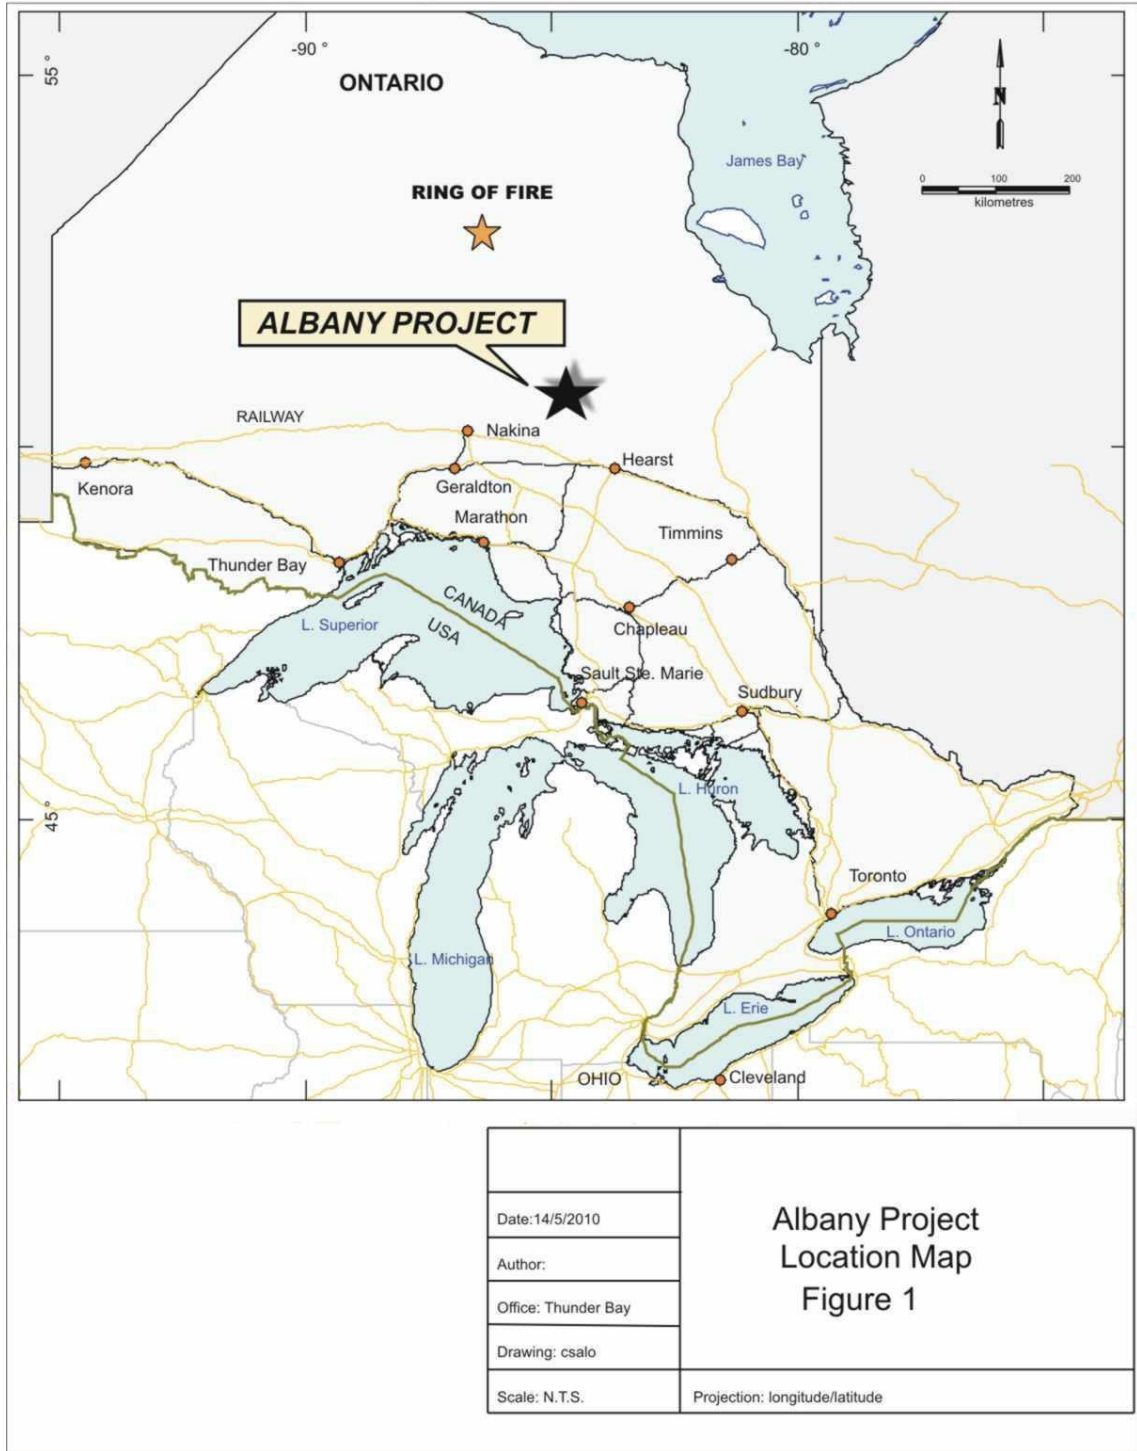 -90 °
-80 °
55 °
ONTARIO
N
James Bay
0 100 200
kilometres
RING OF FIRE
ALBANY PROJECT
RAILWAY
Nakina
Hearst
Kenora
Geraldton
Marathon
Timmins
Thunder Bay
CANADA
USA
L. Superior
Chapleau
Sault Ste. Marie
Sudbury
L. Huron
45 °
Toronto
L. Ontario
L. Michigan
L. Erie
OHIO
Cleveland
Date:14/5/2010
Author:
Office: Thunder Bay
Drawing: csalo
Scale: N.T.S.
Albany Project
Location Map
Figure 1
Projection: longitude/latitude